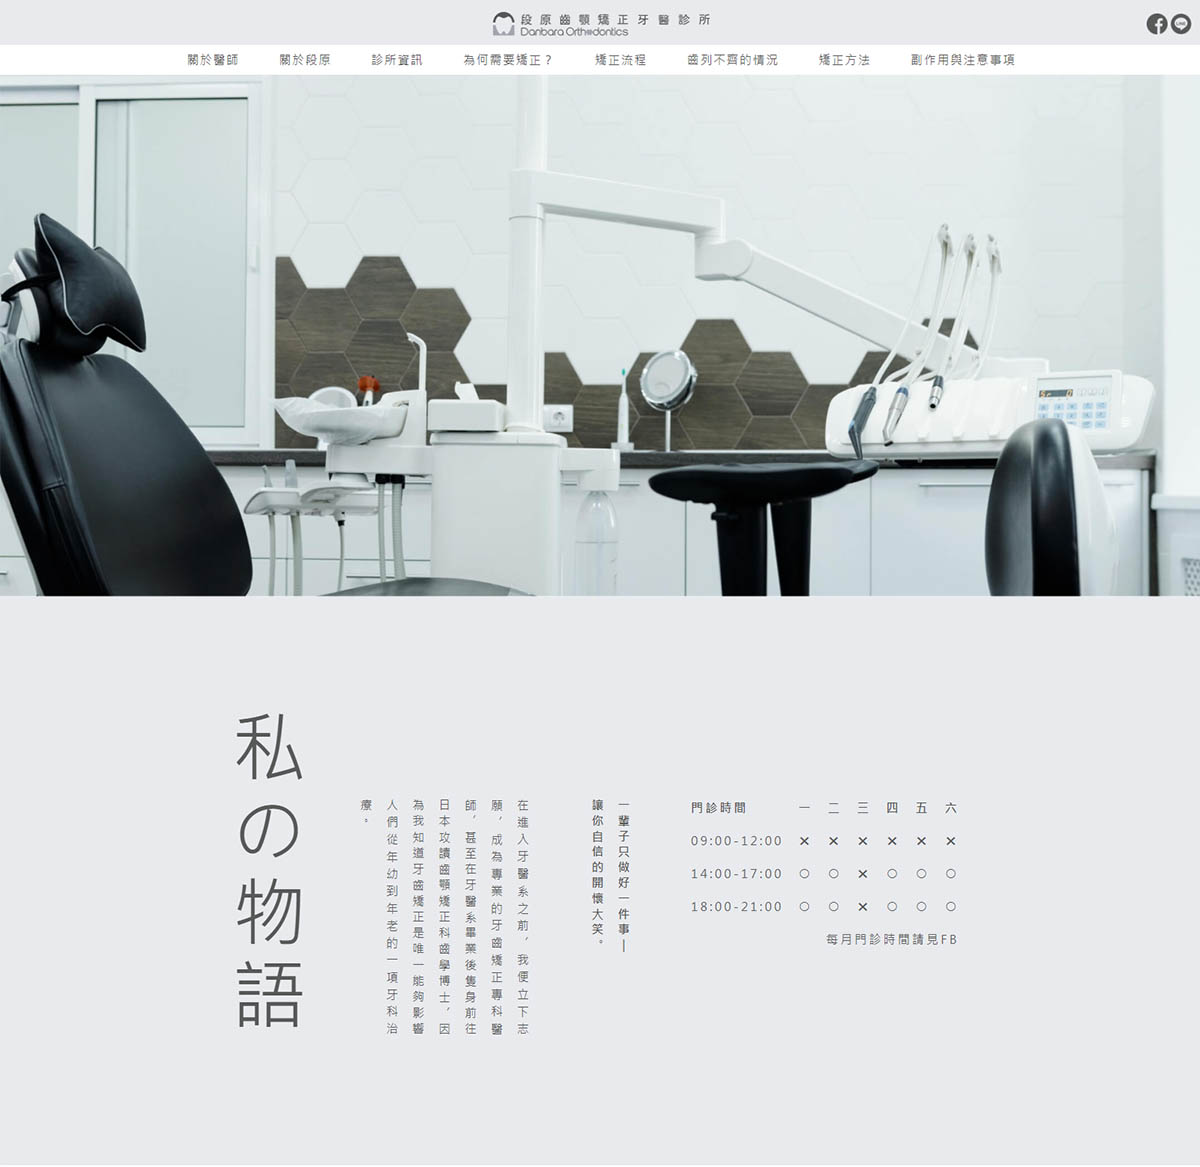 段原齒顎矯正牙醫診所
Danbara Orthodontics
LINE
關於醫師
關於段原
診所資訊
為何需要矯正？
矯正流程
齒列不齊的情況
矯正方法
副作用與注意事項
私の物語
一輩子只做好一件事—
讓你自信的開懷大笑。
在進入牙醫系之前，我便立下志
願，成為專業的牙齒矯正專科醫
師，甚至在牙醫系畢業後隻身前往
日本攻讀齒顎矯正科齒學博士，因
為我知道牙齒矯正是唯一能夠影響
人們從年幼到年老的一項牙科治
療。
門診時間 一 二 三 四 五 六
09:00-12:00 ✕ ✕ ✕ ✕ ✕ ✕
14:00-17:00 ○ ○ ✕ ○ ○ ○
18:00-21:00 ○ ○ ✕ ○ ○ ○
每月門診時間請見FB